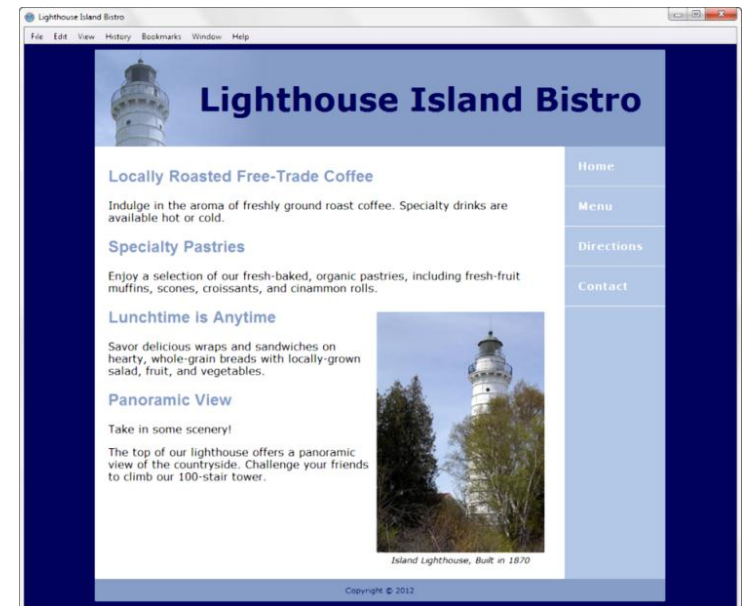 Lighthouse Island Bistro
File Edit View History Bookmarks Window Help
Lighthouse Island Bistro
Locally Roasted Free-Trade Coffee
Indulge in the aroma of freshly ground roast coffee. Specialty drinks are
available hot or cold.
Specialty Pastries
Enjoy a selection of our fresh-baked, organic pastries, including fresh-fruit
muffins, scones, croissants, and cinammon rolls.
Lunchtime is Anytime
Savor delicious wraps and sandwiches on
hearty, whole-grain breads with locally-grown
salad, fruit, and vegetables.
Panoramic View
Take in some scenery!
The top of our lighthouse offers a panoramic
view of the countryside. Challenge your friends
to climb our 100-stair tower.
Island Lighthouse, Built in 1870
Home
Menu
Directions
Contact
Copyright © 2012